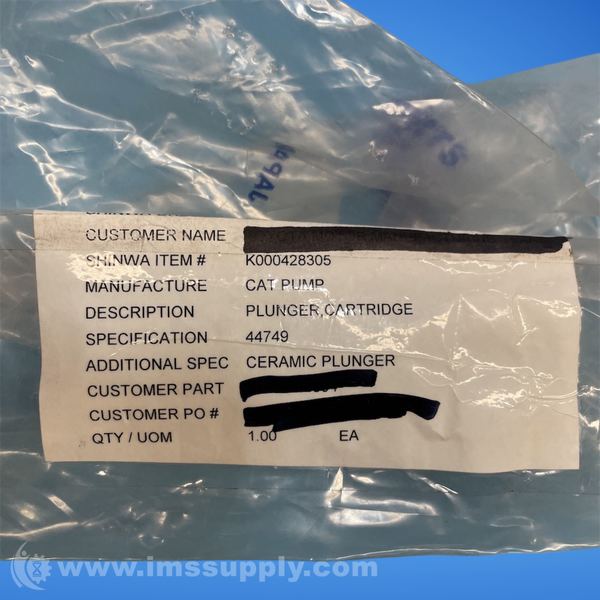 CUSTOMER NAME
SHINWA ITEM # K000428305
MANUFACTURE CAT PUMP
DESCRIPTION PLUNGER,CARTRIDGE
SPECIFICATION 44749
ADDITIONAL SPEC CERAMIC PLUNGER
CUSTOMER PART
CUSTOMER PO #
QTY / UOM 1.00 EA
www.imssupply.com